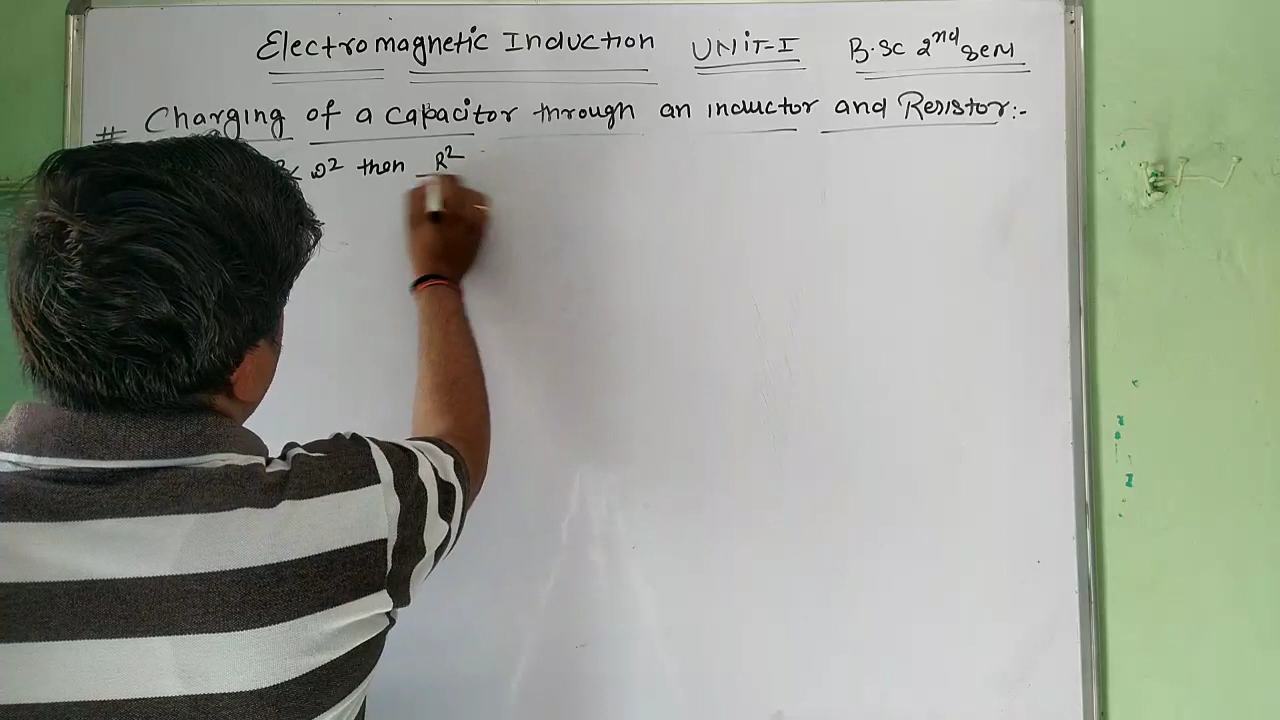 Electromagnetic Induction UNIT-I B.SC 2nd sem
# Charging of a capacitor through an inductor and Resistor:-
< ω² then R²